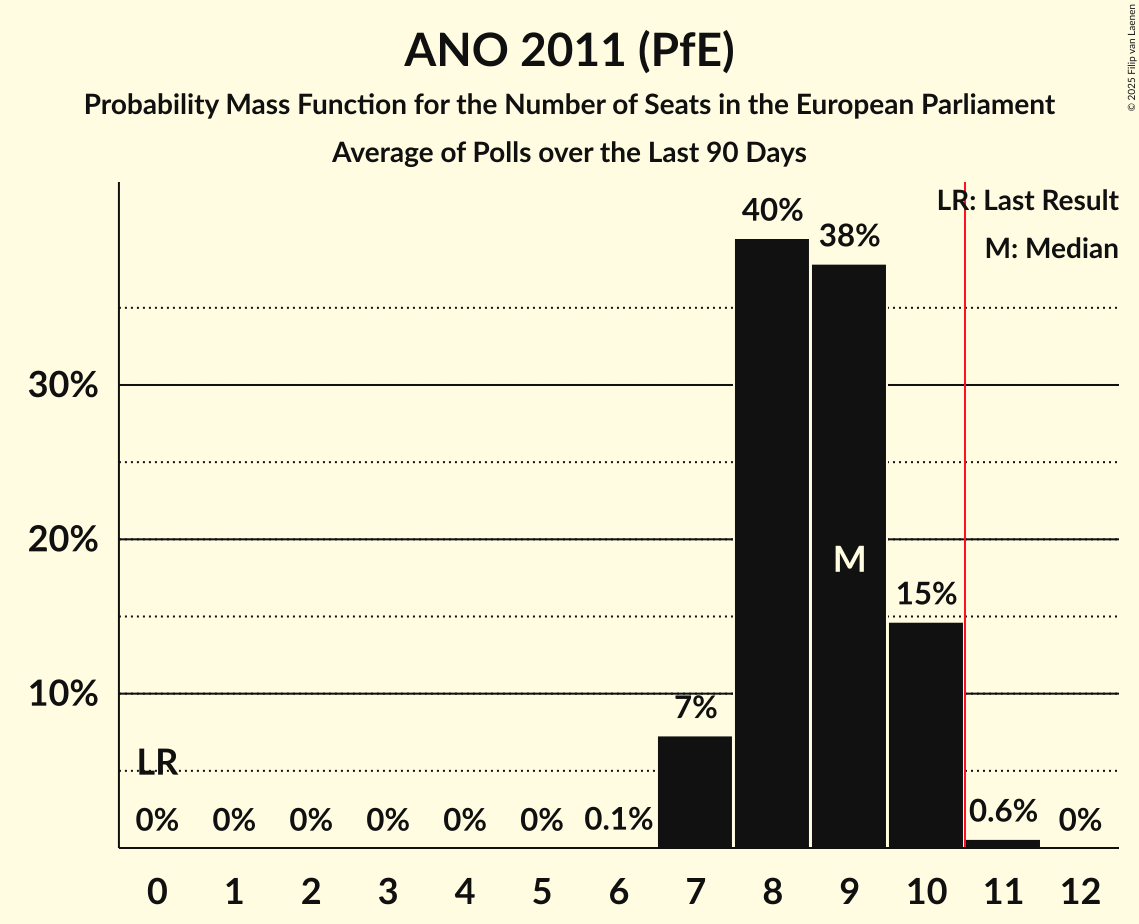 ANO 2011 (PfE)
Probability Mass Function for the Number of Seats in the European Parliament
Average of Polls over the Last 90 Days
© 2025 Filip van Laenen
LR: Last Result
M: Median
40%
38%
30%
20%
M
15%
10%
7%
LR
0% 0% 0% 0% 0% 0% 0.1% 0.6% 0%
0 1 2 3 4 5 6 7 8 9 10 11 12